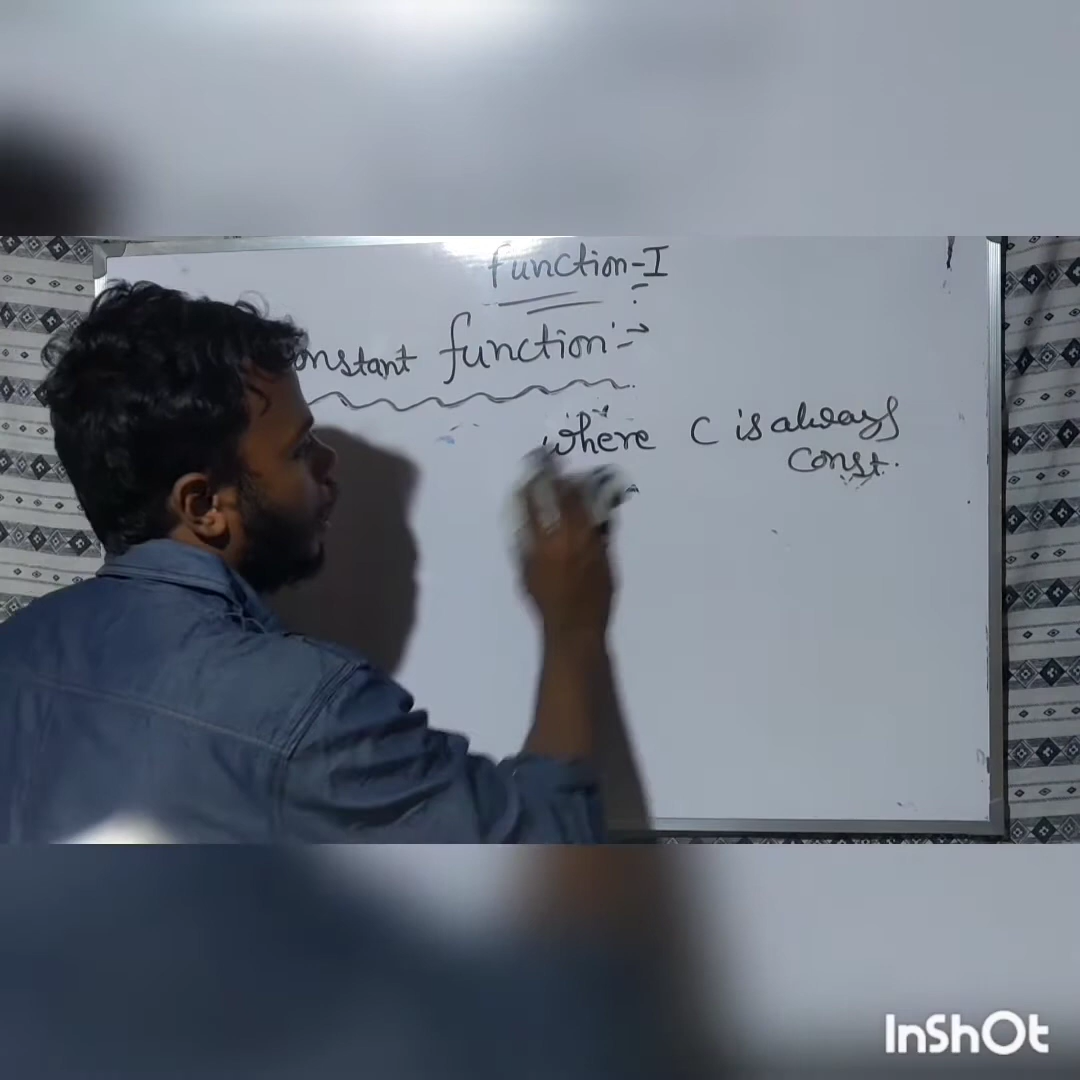 function-I
onstant function:→
where C is always
const.
InShOt